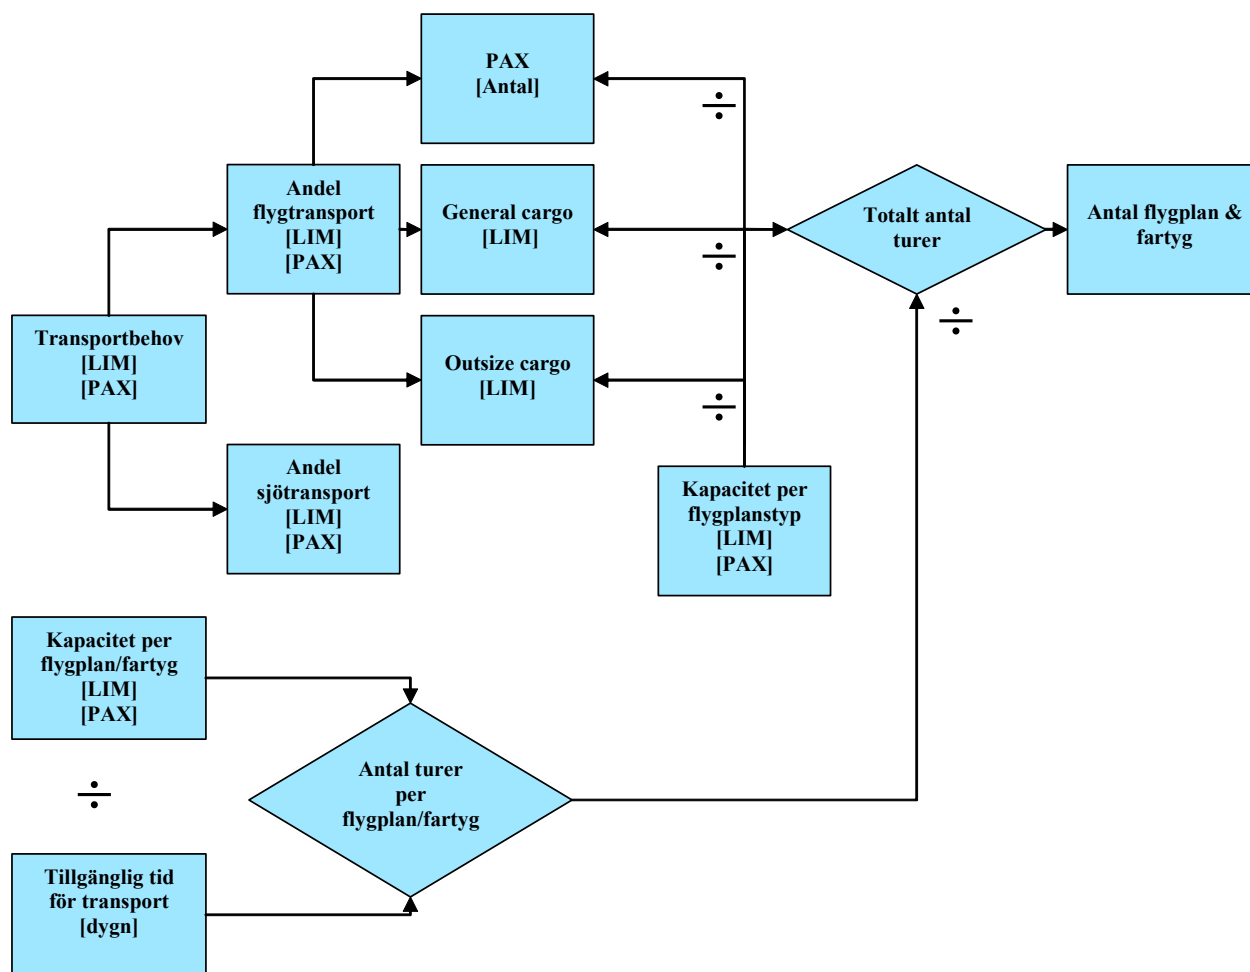 PAX
[Antal]
÷
Andel
flygtransport
[LIM]
[PAX]
General cargo
[LIM]
÷
Totalt antal
turer
Antal flygplan &
fartyg
÷
Transportbehov
[LIM]
[PAX]
Outsize cargo
[LIM]
÷
Andel
sjötransport
[LIM]
[PAX]
Kapacitet per
flygplanstyp
[LIM]
[PAX]
Kapacitet per
flygplan/fartyg
[LIM]
[PAX]
÷
Antal turer
per
flygplan/fartyg
Tillgänglig tid
för transport
[dygn]